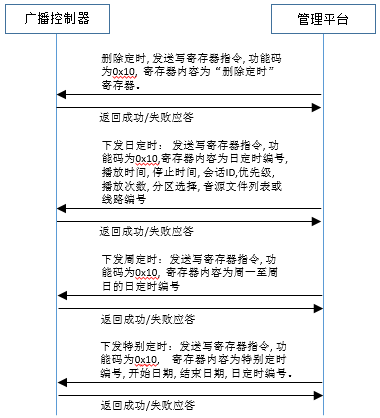 广播控制器
管理平台
删除定时,发送写寄存器指令,功能码
为0x10, 寄存器内容为“删除定时”
寄存器。
返回成功/失败应答
下发日定时: 发送写寄存器指令,功
能码为0x10,寄存器内容为日定时编号,
播放时间,停止时间,会话ID,优先级,
播放次数,分区选择,音源文件列表或
线路编号
返回成功/失败应答
下发周定时: 发送写寄存器指令,功
能码为0x10, 寄存器内容为周一至周
日的日定时编号
返回成功/失败应答
下发特别定时: 发送写寄存器指令,功
能码为0x10, 寄存器内容为特别定时
编号,开始日期,结束日期,日定时编号。
返回成功/失败应答